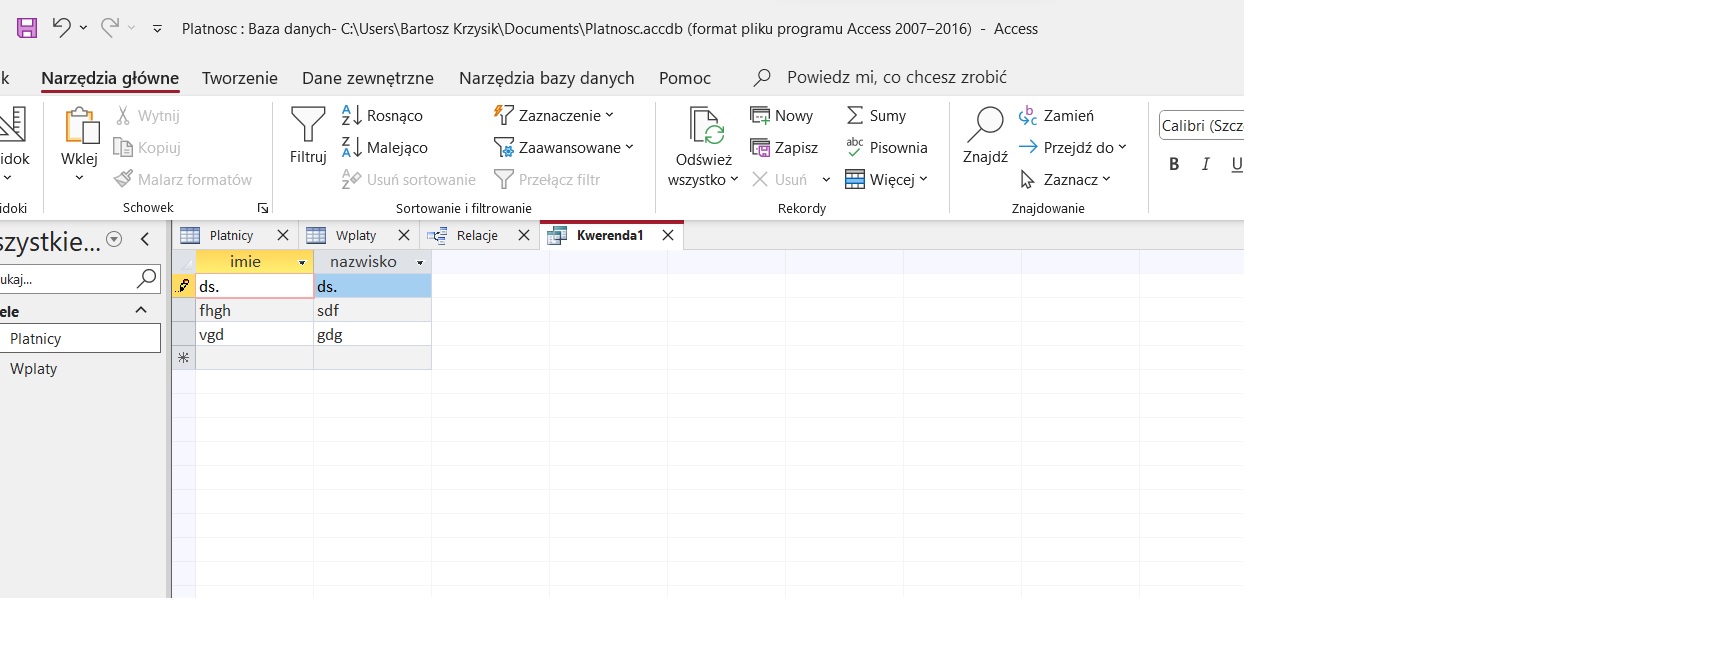 Platnosc : Baza danych- C:\Users\Bartosz Krzysik\Documents\Platnosc.accdb (format pliku programu Access 2007–2016) - Access
k Narzędzia główne Tworzenie Dane zewnętrzne Narzędzia bazy danych Pomoc Powiedz mi, co chcesz zrobić
idok
idoki
Wklej
Wytnij
Kopiuj
Malarz formatów
Schowek
Filtruj
Rosnąco
Malejąco
Usuń sortowanie
Zaznaczenie
Zaawansowane
Przełącz filtr
Sortowanie i filtrowanie
Odśwież
wszystko
Nowy
Zapisz
Usuń
Sumy
Pisownia
Więcej
Rekordy
Znajdź
Zamień
Przejdź do
Zaznacz
Znajdowanie
Calibri (Szcze
B I U
szystkie...
ukaj...
ele
Platnicy
Wplaty
Platnicy Wplaty Relacje Kwerenda1
imie nazwisko
ds. ds.
fhgh sdf
vgd gdg